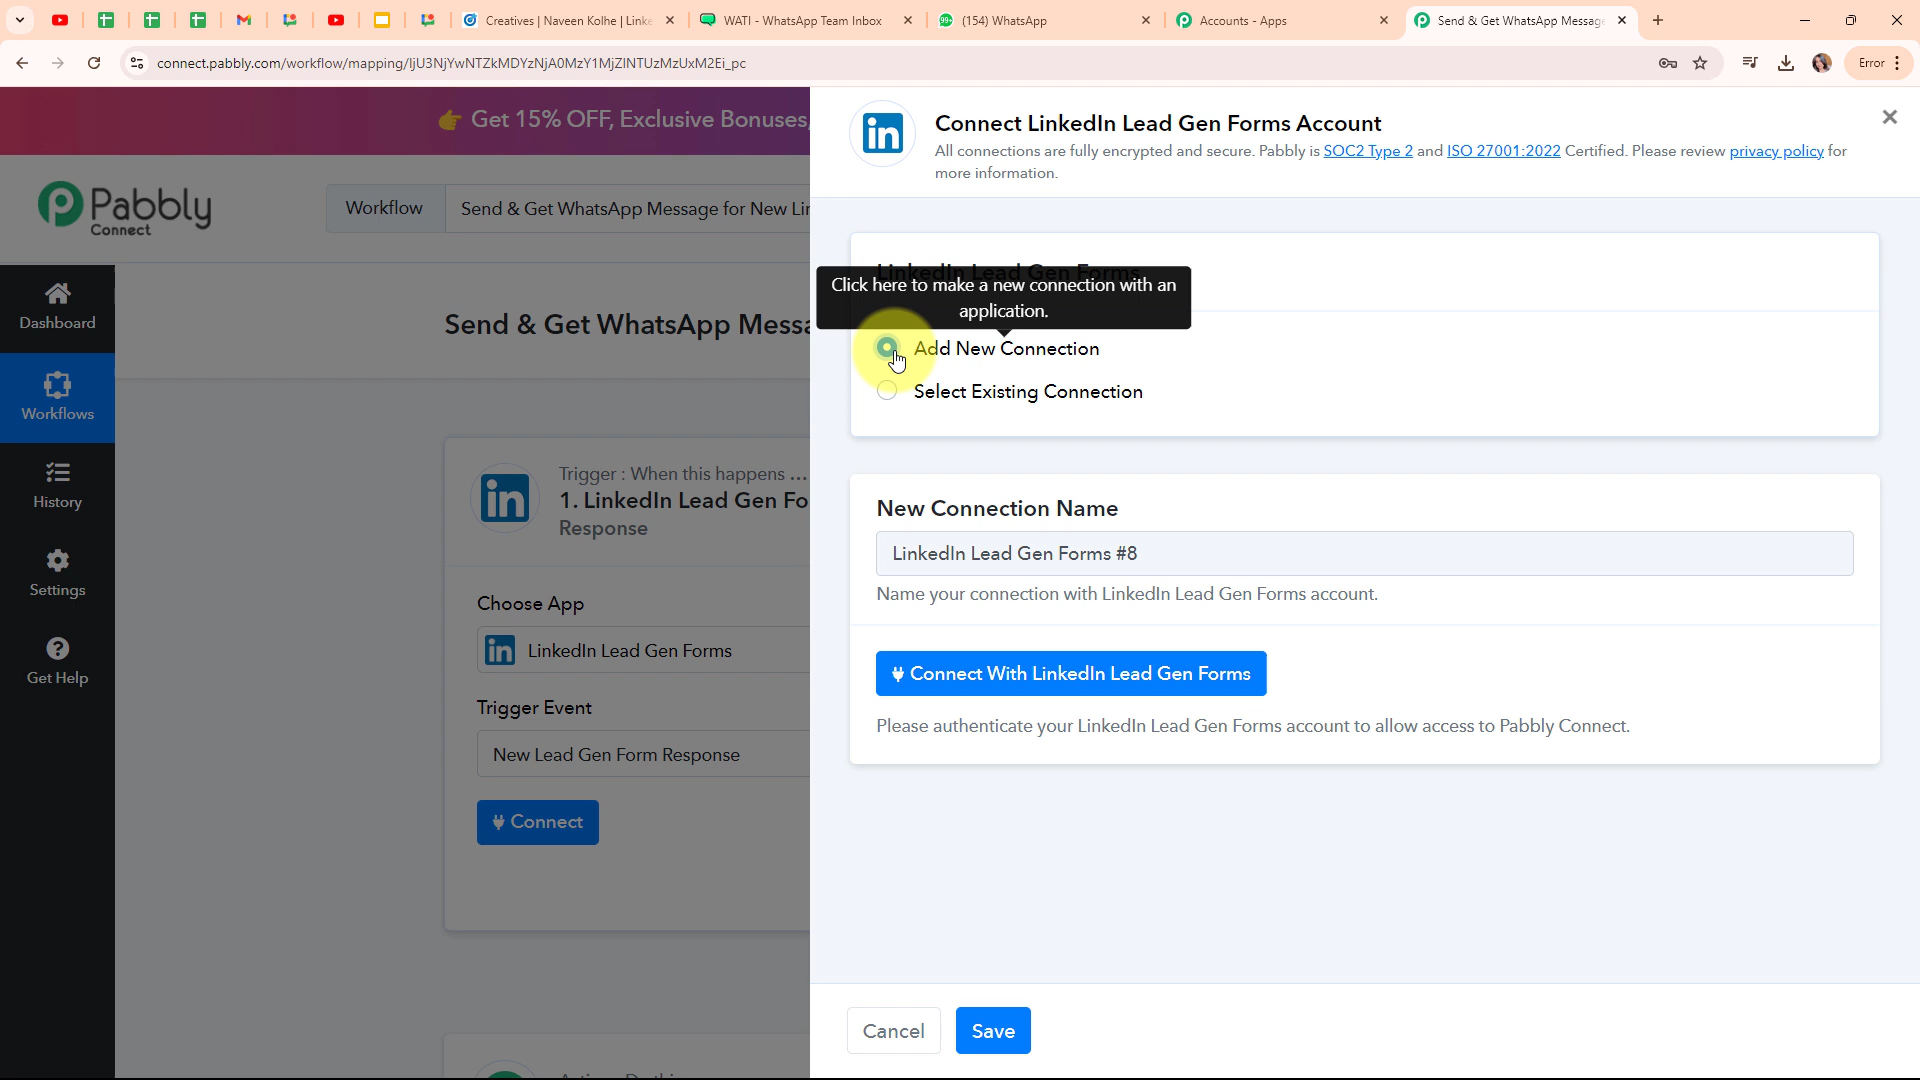 Creatives | Naveen Kolhe | Linke
WATI - WhatsApp Team Inbox
(154) WhatsApp
Accounts - Apps
Send & Get WhatsApp Message
connect.pabbly.com/workflow/mapping/IjU3NjYwNTZkMDYzNjA0MzY1MjZlNTUzMzUxM2Ei_pc
Error
👉 Get 15% OFF, Exclusive Bonuses,
Pabbly
Connect
Workflow
Send & Get WhatsApp Message for New Lin
Dashboard
Workflows
History
Settings
Get Help
Send & Get WhatsApp Messa
Trigger : When this happens ...
1. LinkedIn Lead Gen Fo
Response
Choose App
LinkedIn Lead Gen Forms
Trigger Event
New Lead Gen Form Response
Connect
Connect LinkedIn Lead Gen Forms Account
All connections are fully encrypted and secure. Pabbly is SOC2 Type 2 and ISO 27001:2022 Certified. Please review privacy policy for
more information.
LinkedIn Lead Gen Forms
Click here to make a new connection with an
application.
Add New Connection
Select Existing Connection
New Connection Name
LinkedIn Lead Gen Forms #8
Name your connection with LinkedIn Lead Gen Forms account.
Connect With LinkedIn Lead Gen Forms
Please authenticate your LinkedIn Lead Gen Forms account to allow access to Pabbly Connect.
Cancel
Save